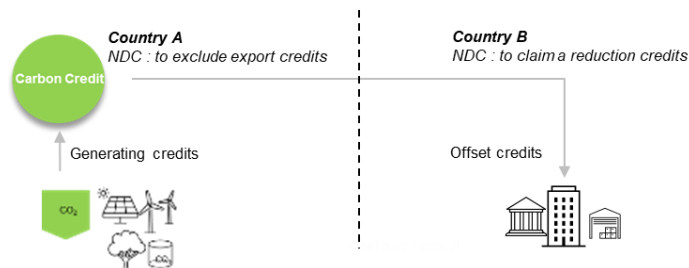 Country A
NDC : to exclude export credits
Country B
NDC : to claim a reduction credits
Carbon Credit
Generating credits
Offset credits
CO₂